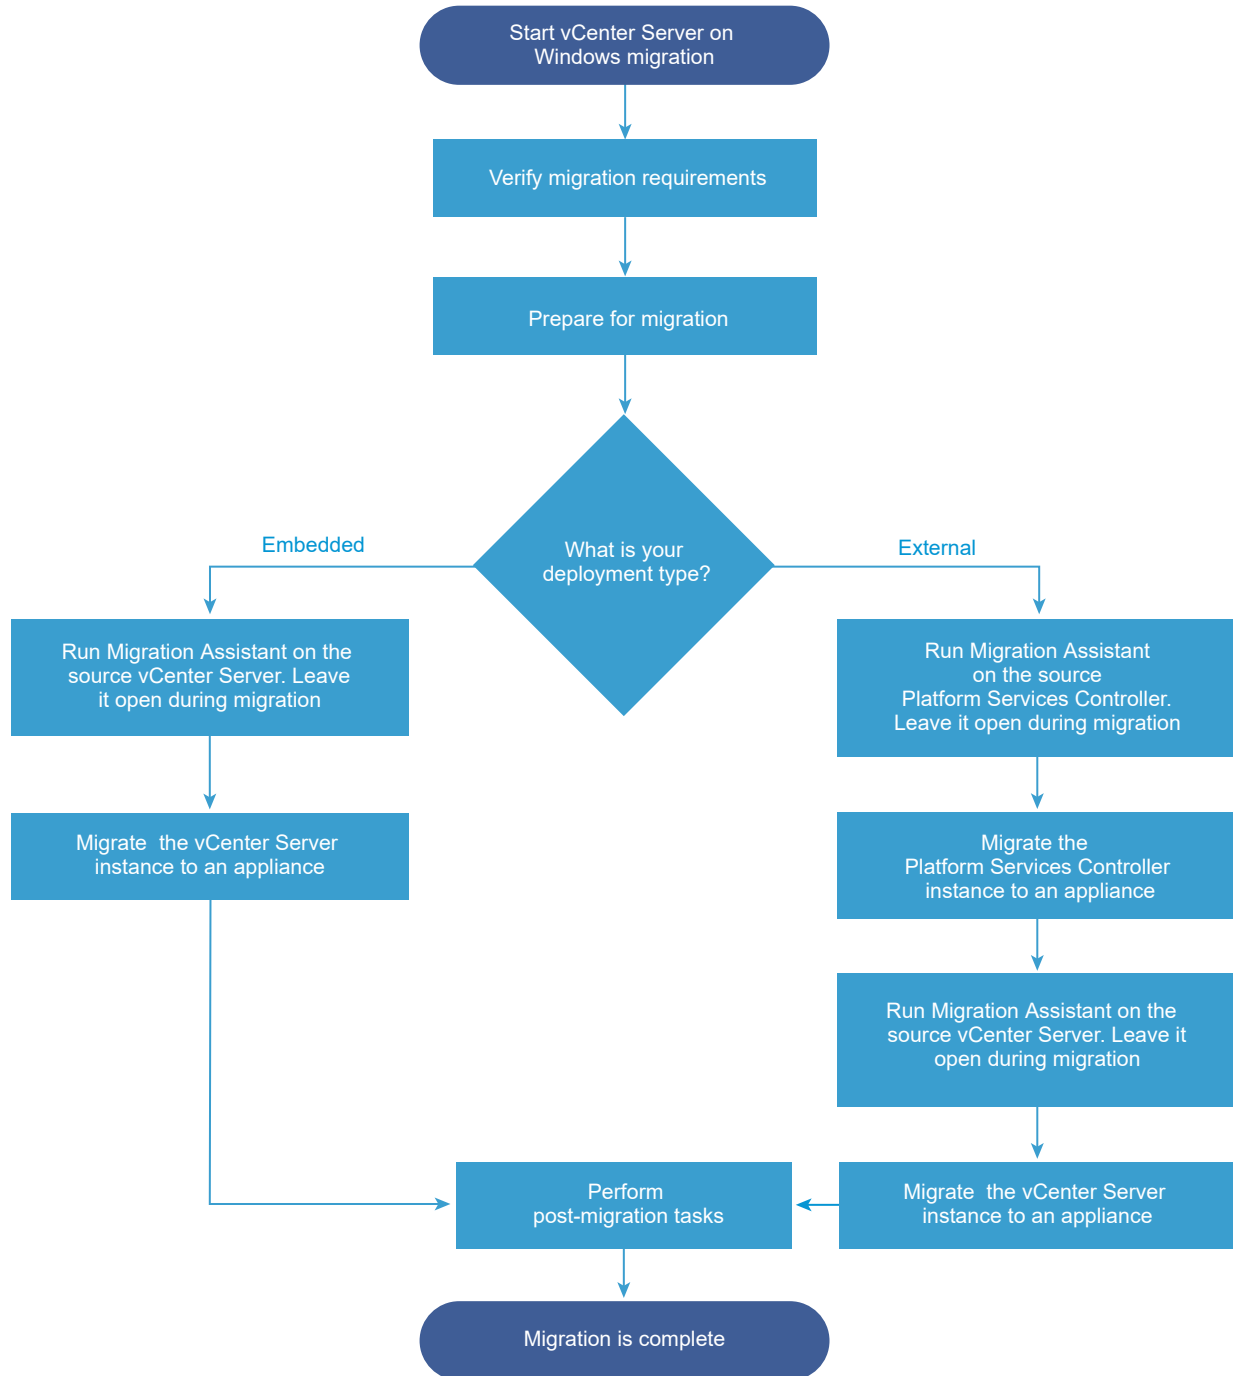 Start vCenter Server on
Windows migration
Verify migration requirements
Prepare for migration
What is your
deployment type?
Embedded
External
Run Migration Assistant on the
source vCenter Server. Leave
it open during migration
Migrate  the vCenter Server
instance to an appliance
Run Migration Assistant
on the source
Platform Services Controller.
Leave it open during migration
Migrate the
Platform Services Controller
instance to an appliance
Run Migration Assistant on the
source vCenter Server. Leave it
open during migration
Migrate  the vCenter Server
instance to an appliance
Perform
post-migration tasks
Migration is complete